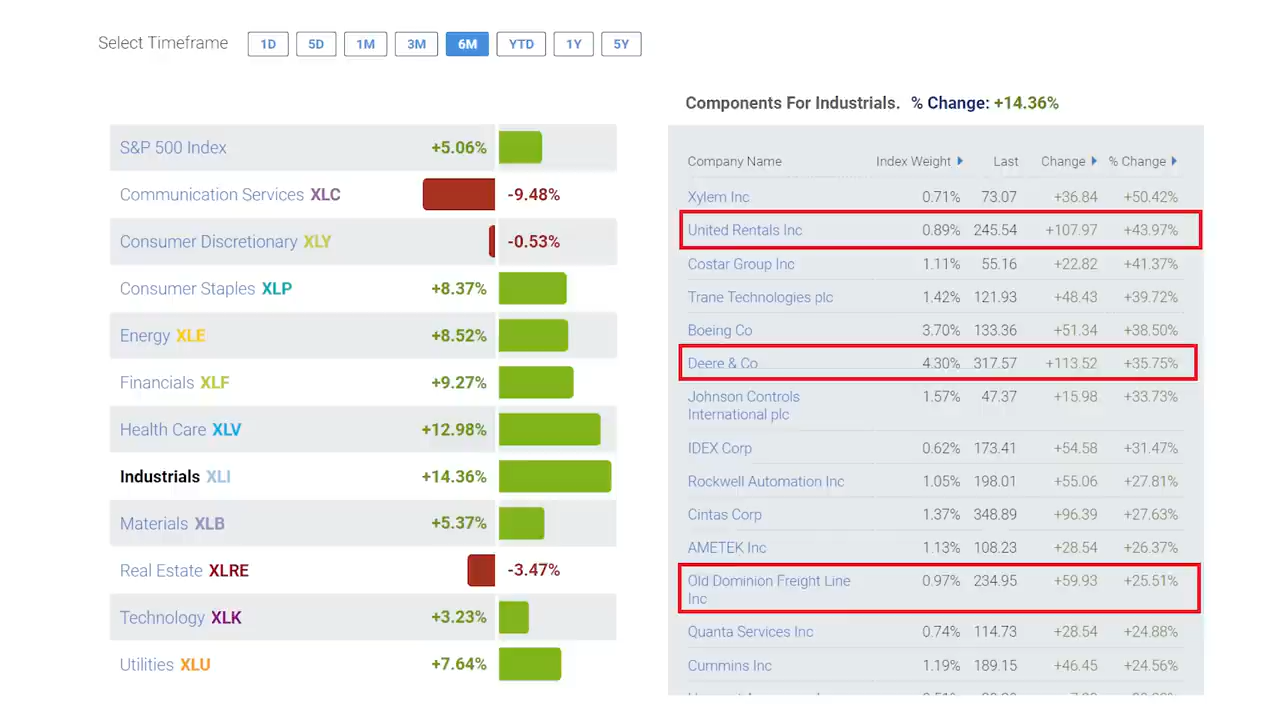 Select Timeframe 1D 5D 1M 3M 6M YTD 1Y 5Y
S&P 500 Index +5.06%
Communication Services XLC -9.48%
Consumer Discretionary XLY -0.53%
Consumer Staples XLP +8.37%
Energy XLE +8.52%
Financials XLF +9.27%
Health Care XLV +12.98%
Industrials XLI +14.36%
Materials XLB +5.37%
Real Estate XLRE -3.47%
Technology XLK +3.23%
Utilities XLU +7.64%
Components For Industrials. % Change: +14.36%
Company Name Index Weight Last Change % Change
Xylem Inc 0.71% 73.07 +36.84 +50.42%
United Rentals Inc 0.89% 245.54 +107.97 +43.97%
Costar Group Inc 1.11% 55.16 +22.82 +41.37%
Trane Technologies plc 1.42% 121.93 +48.43 +39.72%
Boeing Co 3.70% 133.36 +51.34 +38.50%
Deere & Co 4.30% 317.57 +113.52 +35.75%
Johnson Controls 1.57% 47.37 +15.98 +33.73%
International plc
IDEX Corp 0.62% 173.41 +54.58 +31.47%
Rockwell Automation Inc 1.05% 198.01 +55.06 +27.81%
Cintas Corp 1.37% 348.89 +96.39 +27.63%
AMETEK Inc 1.13% 108.23 +28.54 +26.37%
Old Dominion Freight Line 0.97% 234.95 +59.93 +25.51%
Inc
Quanta Services Inc 0.74% 114.73 +28.54 +24.88%
Cummins Inc 1.19% 189.15 +46.45 +24.56%